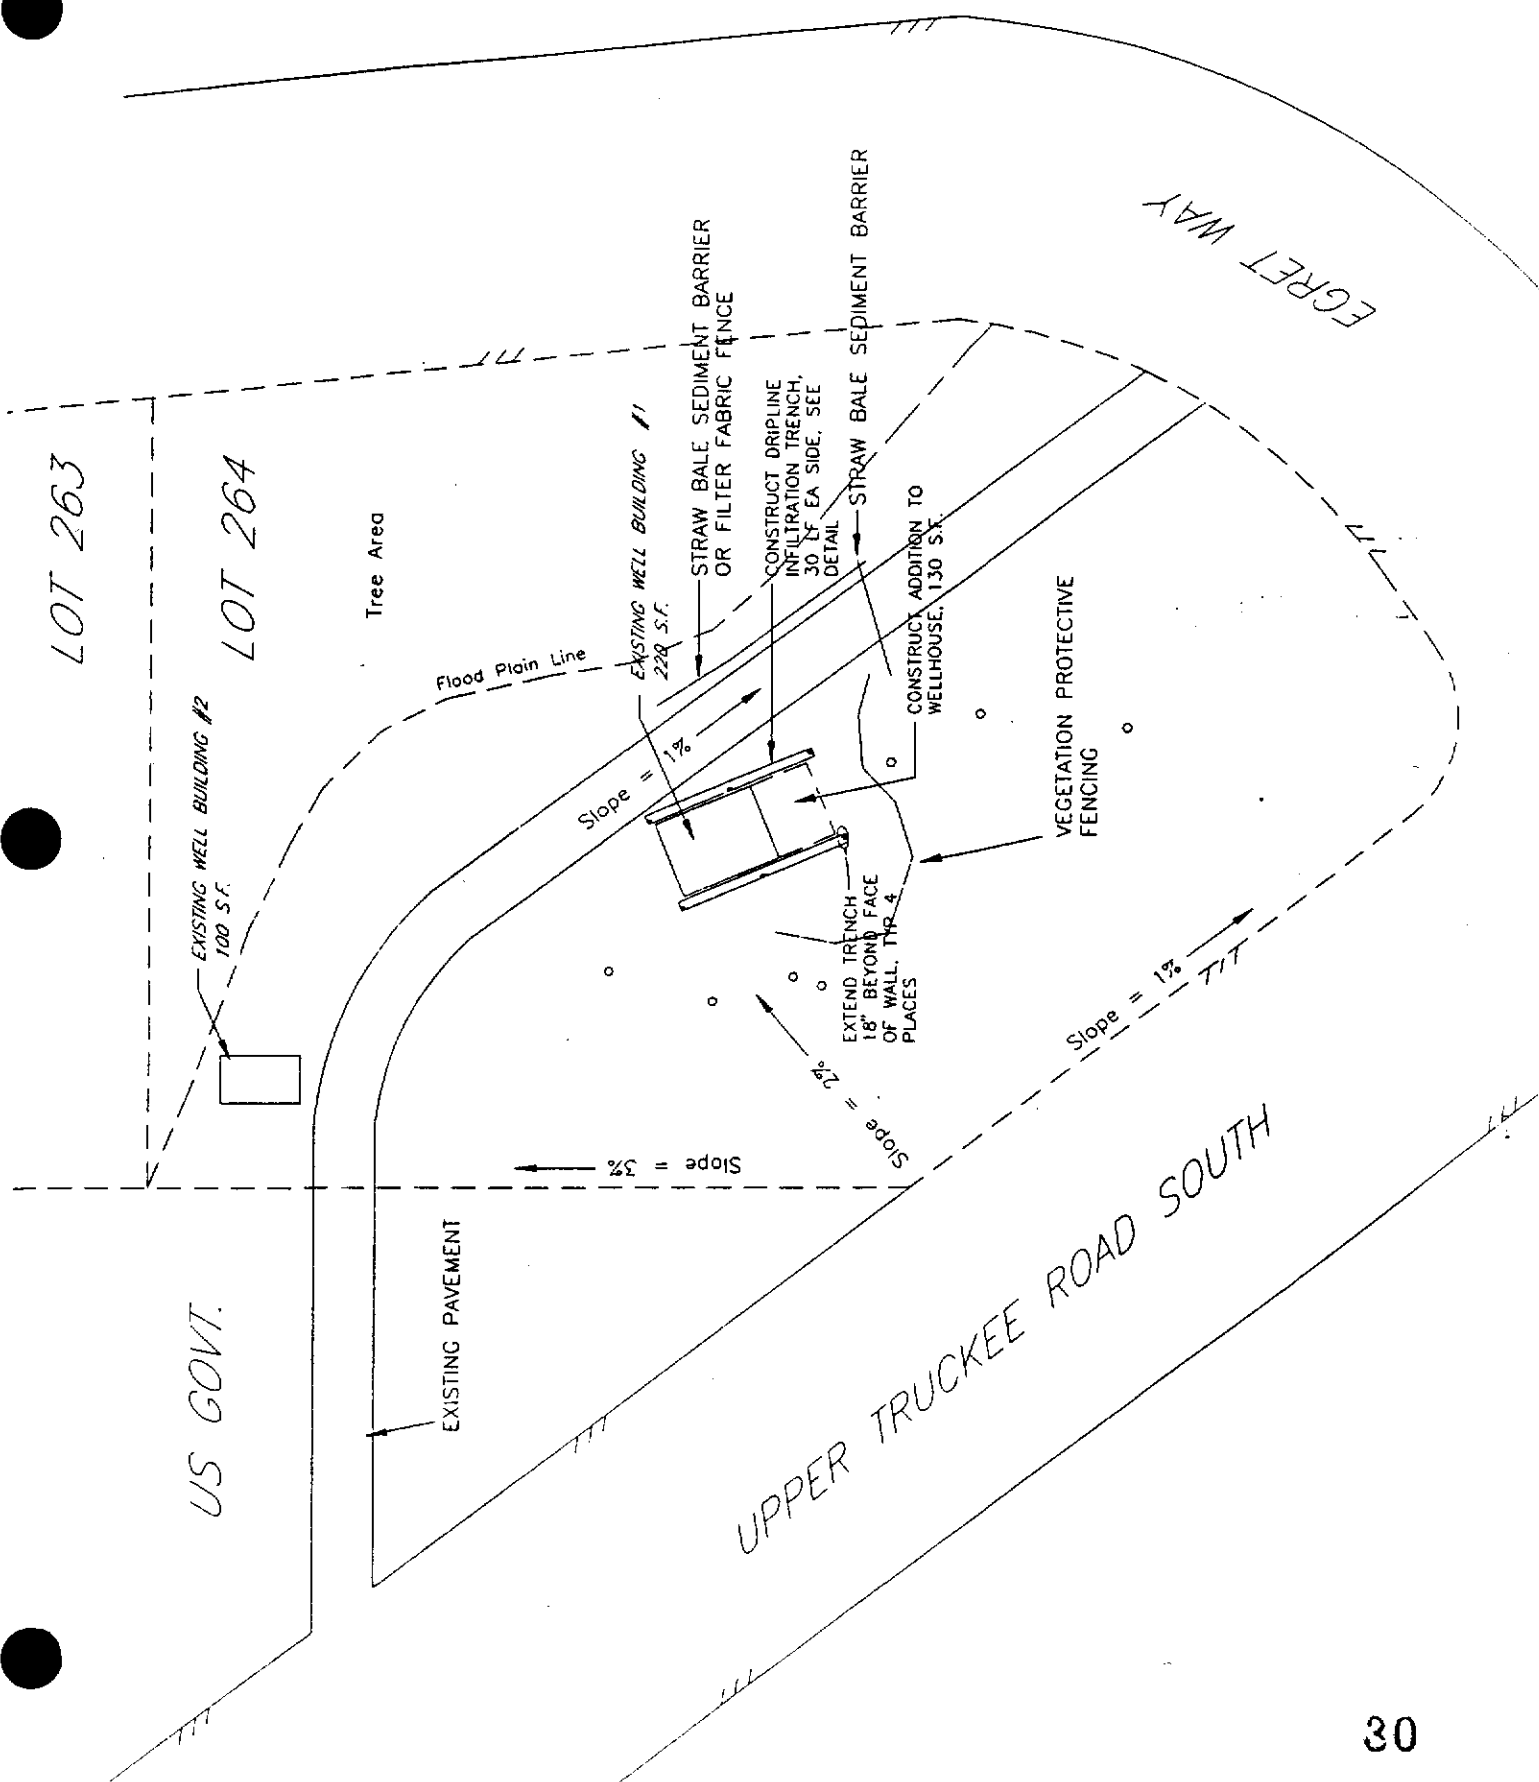 LOT 263
LOT 264
Tree Area
EXISTING WELL BUILDING #2
100 S.F.
Flood Plain Line
EXISTING WELL BUILDING #1
220 S.F.
STRAW BALE SEDIMENT BARRIER
OR FILTER FABRIC FENCE
CONSTRUCT DRIPLINE
INFILTRATION TRENCH,
30 LF EA SIDE, SEE
DETAIL
STRAW BALE SEDIMENT BARRIER
CONSTRUCT ADDITION TO
WELLHOUSE, 130 S.F.
VEGETATION PROTECTIVE
FENCING
EXTEND TRENCH
18" BEYOND FACE
OF WALL, TYP 4
PLACES
Slope = 1%
Slope = 2%
Slope = 3%
Slope = 1%
EGRET WAY
US GOVT.
EXISTING PAVEMENT
UPPER TRUCKEE ROAD SOUTH
30